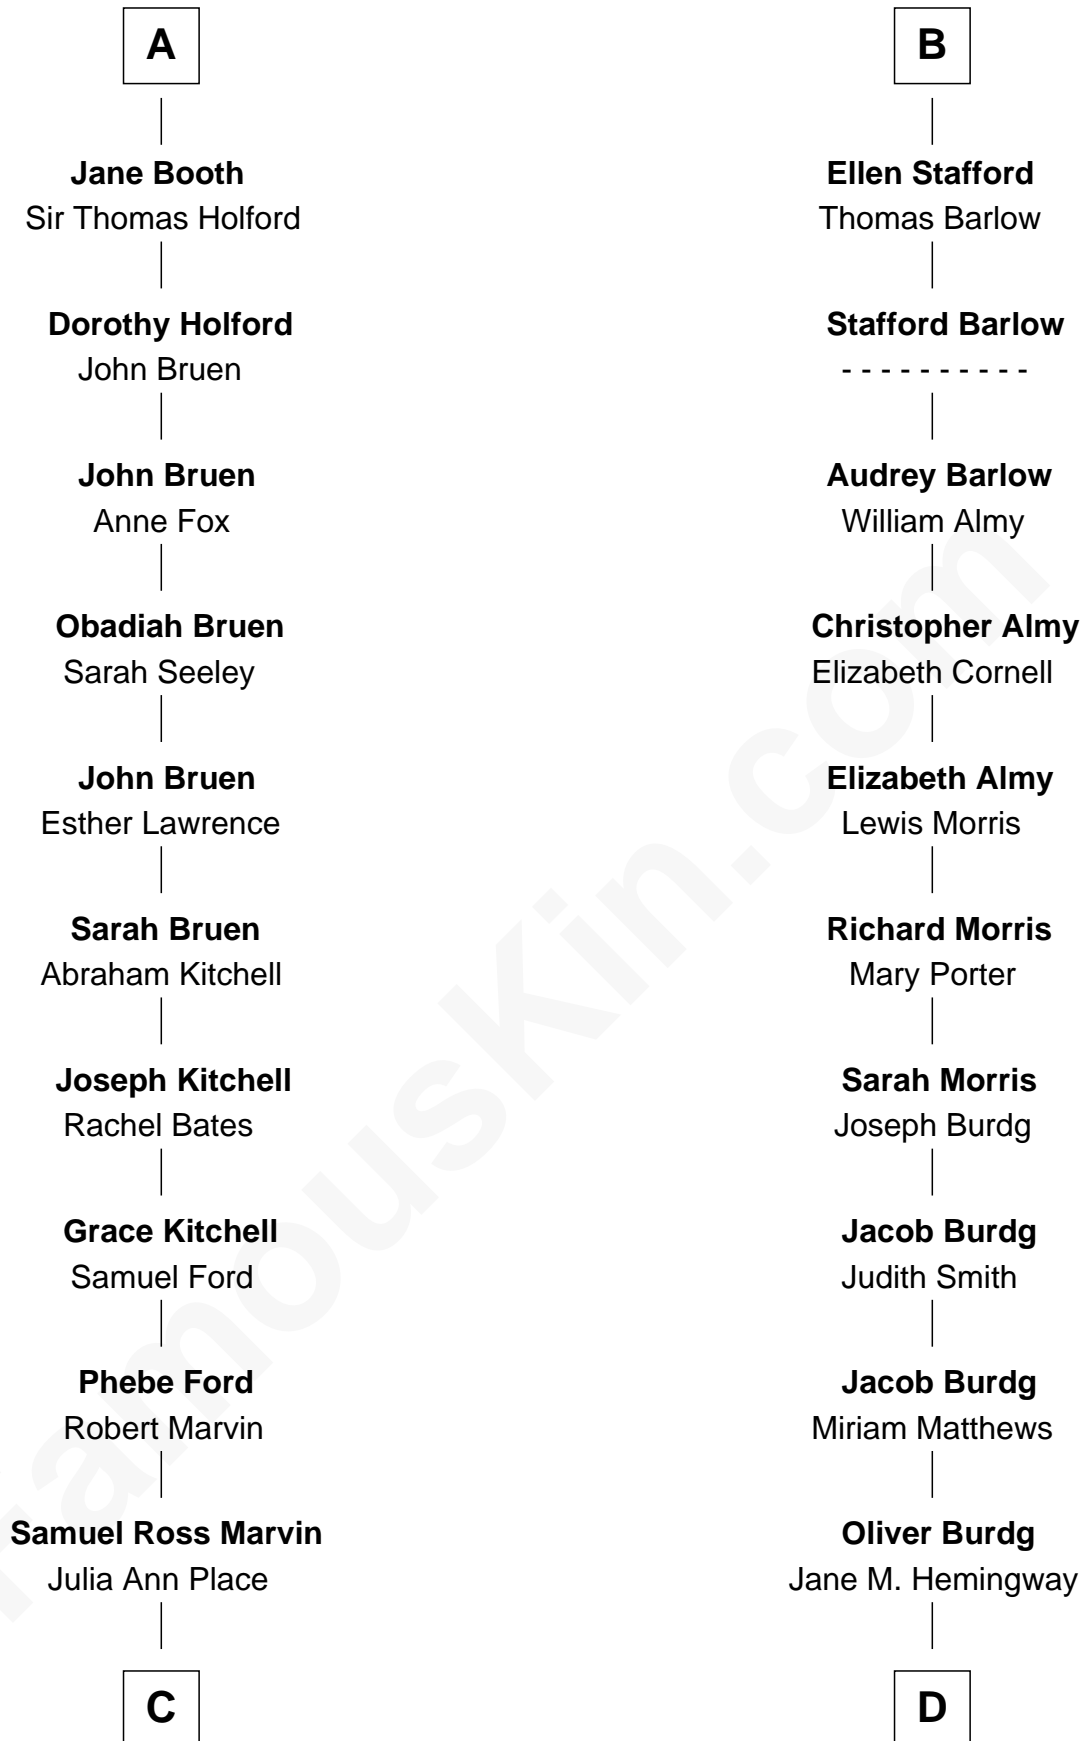 A
Jane Booth
Sir Thomas Holford
Dorothy Holford
John Bruen
John Bruen
Anne Fox
Obadiah Bruen
Sarah Seeley
John Bruen
Esther Lawrence
Sarah Bruen
Abraham Kitchell
Joseph Kitchell
Rachel Bates
Grace Kitchell
Samuel Ford
Phebe Ford
Robert Marvin
Samuel Ross Marvin
Julia Ann Place
C
B
Ellen Stafford
Thomas Barlow
Stafford Barlow
- - - - - - - - - -
Audrey Barlow
William Almy
Christopher Almy
Elizabeth Cornell
Elizabeth Almy
Lewis Morris
Richard Morris
Mary Porter
Sarah Morris
Joseph Burdg
Jacob Burdg
Judith Smith
Jacob Burdg
Miriam Matthews
Oliver Burdg
Jane M. Hemingway
D
FamousKin.com